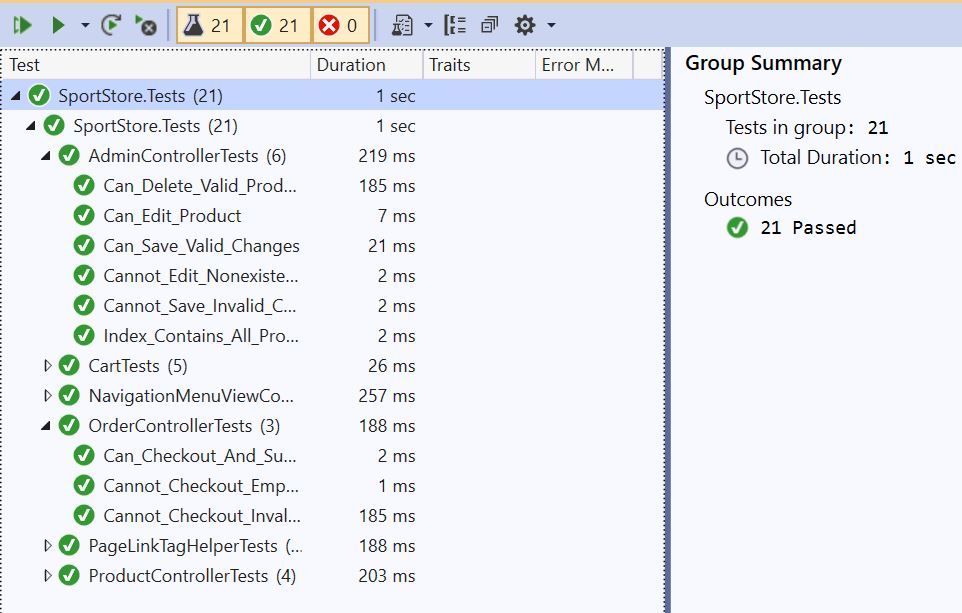 21 21 0
Test Duration Traits Error M...
SportStore.Tests (21) 1 sec
SportStore.Tests (21) 1 sec
AdminControllerTests (6) 219 ms
Can_Delete_Valid_Prod... 185 ms
Can_Edit_Product 7 ms
Can_Save_Valid_Changes 21 ms
Cannot_Edit_Nonexiste... 2 ms
Cannot_Save_Invalid_C... 2 ms
Index_Contains_All_Pro... 2 ms
CartTests (5) 26 ms
NavigationMenuViewCo... 257 ms
OrderControllerTests (3) 188 ms
Can_Checkout_And_Su... 2 ms
Cannot_Checkout_Emp... 1 ms
Cannot_Checkout_Inval... 185 ms
PageLinkTagHelperTests (... 188 ms
ProductControllerTests (4) 203 ms
Group Summary
SportStore.Tests
Tests in group: 21
Total Duration: 1 sec
Outcomes
21 Passed